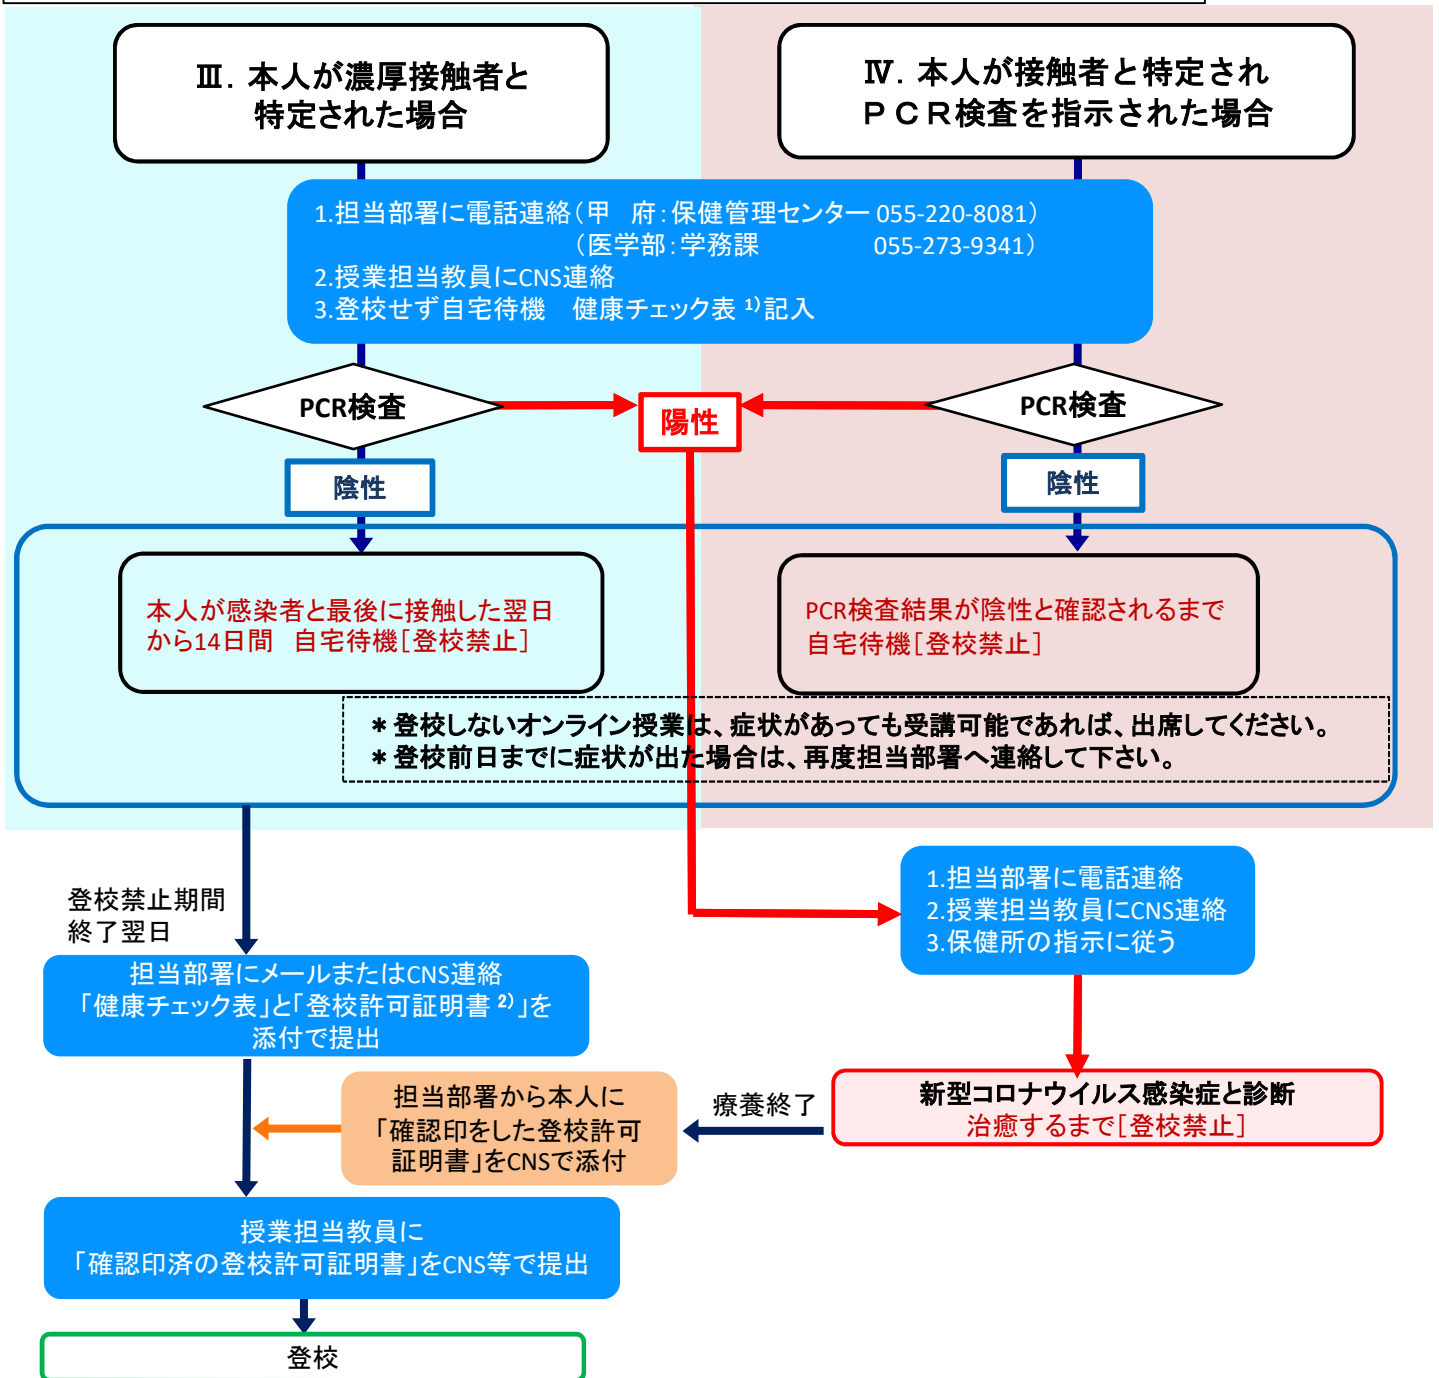 Ⅲ．本人が濃厚接触者と
特定された場合
Ⅳ．本人が接触者と特定され
ＰＣＲ検査を指示された場合
1.担当部署に電話連絡（甲　府：保健管理センター 055-220-8081）
（医学部：学務課　055-273-9341）
2.授業担当教員にCNS連絡
3.登校せず自宅待機　健康チェック表 1)記入
PCR検査
陽性
PCR検査
陰性
陰性
本人が感染者と最後に接触した翌日
から14日間　自宅待機［登校禁止］
PCR検査結果が陰性と確認されるまで
自宅待機［登校禁止］
＊登校しないオンライン授業は、症状があっても受講可能であれば、出席してください。
＊登校前日までに症状が出た場合は、再度担当部署へ連絡して下さい。
登校禁止期間
終了翌日
1.担当部署に電話連絡
2.授業担当教員にCNS連絡
3.保健所の指示に従う
担当部署にメールまたはCNS連絡
「健康チェック表」と「登校許可証明書 2)」を
添付で提出
新型コロナウイルス感染症と診断
治癒するまで［登校禁止］
療養終了
担当部署から本人に
「確認印をした登校許可
証明書」をCNSで添付
授業担当教員に
「確認印済の登校許可証明書」をCNS等で提出
登校